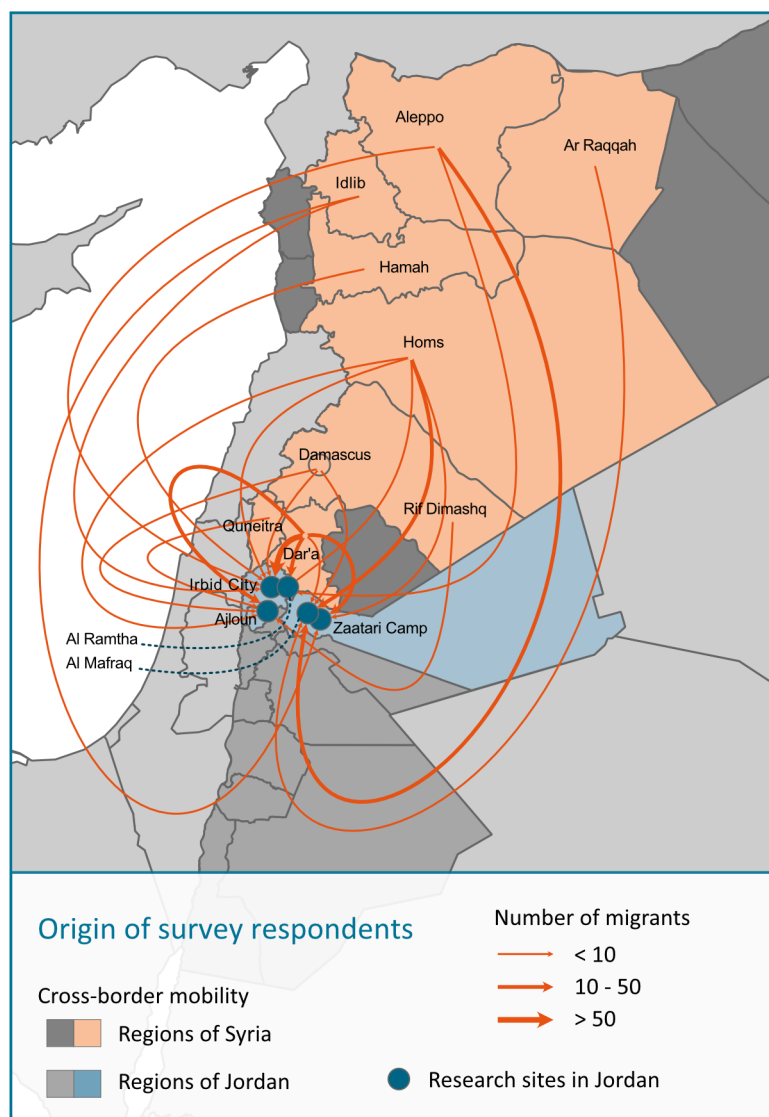 Aleppo
Ar Raqqah
Idlib
Hamah
Homs
Damascus
Rif Dimashq
Quneitra
Dar'a
Irbid City
Ajloun
Zaatari Camp
Al Ramtha
Al Mafraq
Origin of survey respondents
Number of migrants
< 10
10 - 50
> 50
Cross-border mobility
Regions of Syria
Regions of Jordan
Research sites in Jordan